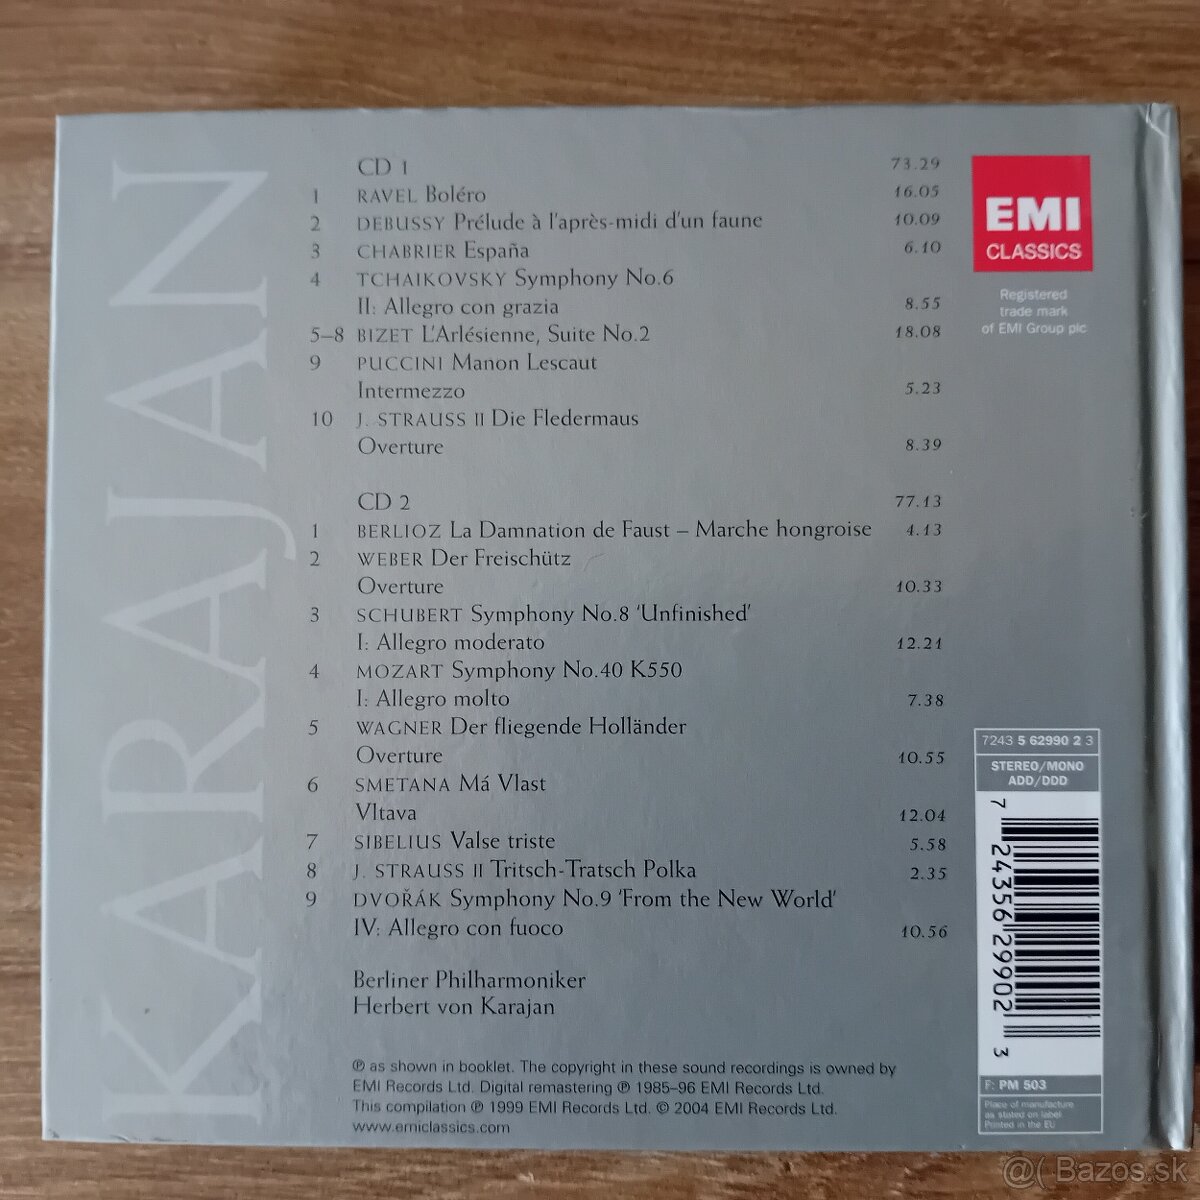 KARAJAN
CD 1 73.29
1 RAVEL Boléro 16.05
2 DEBUSSY Prélude à l'après-midi d'un faune 10.09
3 CHABRIER España 6.10
4 TCHAIKOVSKY Symphony No.6
II: Allegro con grazia 8.55
5–8 BIZET L'Arlésienne, Suite No.2 18.08
9 PUCCINI Manon Lescaut
Intermezzo 5.23
10 J. STRAUSS II Die Fledermaus
Overture 8.39
CD 2 77.13
1 BERLIOZ La Damnation de Faust – Marche hongroise 4.13
2 WEBER Der Freischütz
Overture 10.33
3 SCHUBERT Symphony No.8 'Unfinished'
I: Allegro moderato 12.21
4 MOZART Symphony No.40 K550
I: Allegro molto 7.38
5 WAGNER Der fliegende Holländer
Overture 10.55
6 SMETANA Má Vlast
Vltava 12.04
7 SIBELIUS Valse triste 5.58
8 J. STRAUSS II Tritsch-Tratsch Polka 2.35
9 DVOŘÁK Symphony No.9 'From the New World'
IV: Allegro con fuoco 10.56
Berliner Philharmoniker
Herbert von Karajan
℗ as shown in booklet. The copyright in these sound recordings is owned by
EMI Records Ltd. Digital remastering ℗ 1985–96 EMI Records Ltd.
This compilation ℗ 1999 EMI Records Ltd. © 2004 EMI Records Ltd.
www.emiclassics.com
EMI
CLASSICS
Registered
trade mark
of EMI Group plc
7243 5 62990 2 3
STEREO/MONO
ADD/DDD
7 24356 29902 3
F: PM 503
Place of manufacture
as stated on label
Printed in the EU
@( Bazos.sk